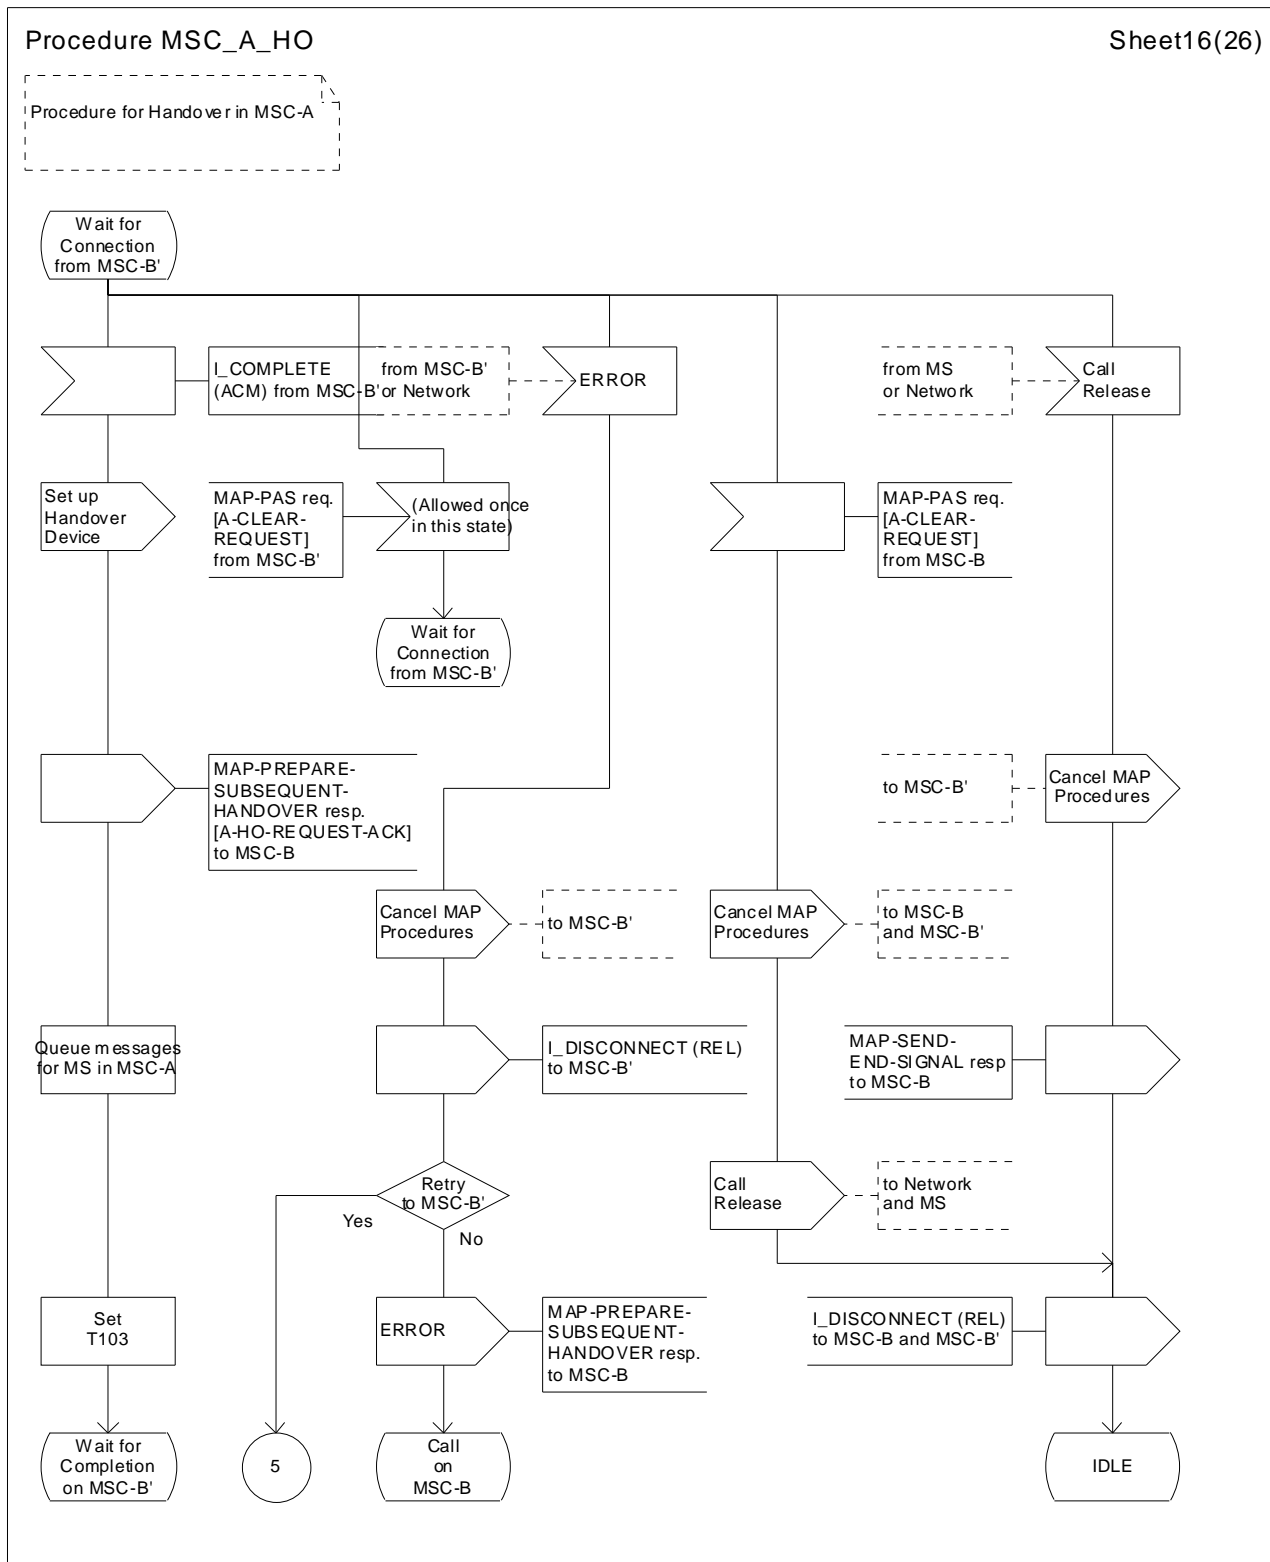 Procedure MSC_A_HO
Sheet16(26)
Procedure for Handover in MSC-A
Wait for
Connection
from MSC-B'
I_COMPLETE
(ACM) from MSC-B'
from MSC-B'
or Network
ERROR
from MS
or Network
Call
Release
Set up
Handover
Device
MAP-PAS req.
[A-CLEAR-
REQUEST]
from MSC-B'
(Allowed once
in this state)
MAP-PAS req.
[A-CLEAR-
REQUEST]
from MSC-B
Wait for
Connection
from MSC-B'
MAP-PREPARE-
SUBSEQUENT-
HANDOVER resp.
[A-HO-REQUEST-ACK]
to MSC-B
to MSC-B'
Cancel MAP
Procedures
Cancel MAP
Procedures
to MSC-B'
Cancel MAP
Procedures
to MSC-B
and MSC-B'
Queue messages
for MS in MSC-A
I_DISCONNECT (REL)
to MSC-B'
MAP-SEND-
END-SIGNAL resp
to MSC-B
Retry
to MSC-B'
Yes
No
Call
Release
to Network
and MS
Set
T103
ERROR
MAP-PREPARE-
SUBSEQUENT-
HANDOVER resp.
to MSC-B
I_DISCONNECT (REL)
to MSC-B and MSC-B'
Wait for
Completion
on MSC-B'
5
Call
on
MSC-B
IDLE